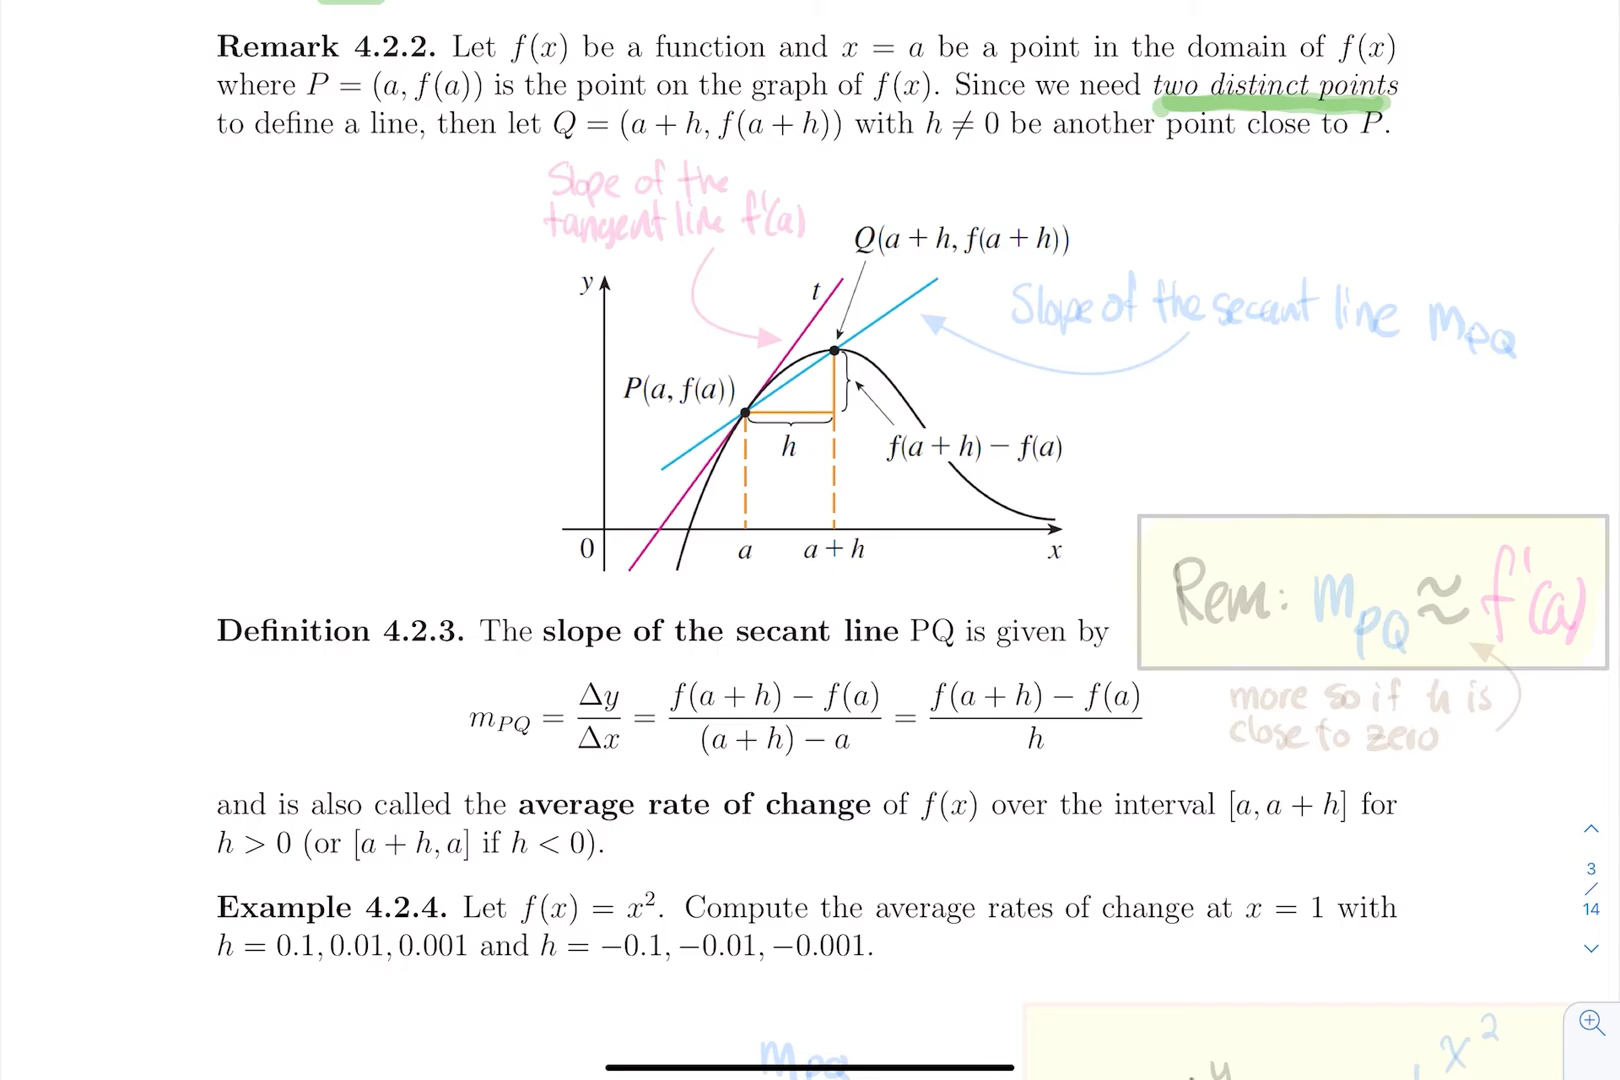 Remark 4.2.2. Let f(x) be a function and x = a be a point in the domain of f(x)
where P = (a, f(a)) is the point on the graph of f(x). Since we need two distinct points
to define a line, then let Q = (a + h, f(a + h)) with h ≠ 0 be another point close to P.
Slope of the
tangent line f'(a)
Q(a + h, f(a + h))
y
t
Slope of the secant line mPQ
P(a, f(a))
h
f(a + h) − f(a)
0
a
a + h
x
Rem: mPQ ≈ f'(a)
more so if h is
close to zero
Definition 4.2.3. The slope of the secant line PQ is given by
mPQ = Δy/Δx = (f(a + h) − f(a))/((a + h) − a) = (f(a + h) − f(a))/h
and is also called the average rate of change of f(x) over the interval [a, a + h] for
h > 0 (or [a + h, a] if h < 0).
3
/
14
Example 4.2.4. Let f(x) = x². Compute the average rates of change at x = 1 with
h = 0.1, 0.01, 0.001 and h = −0.1, −0.01, −0.001.
x²
mPQ
y